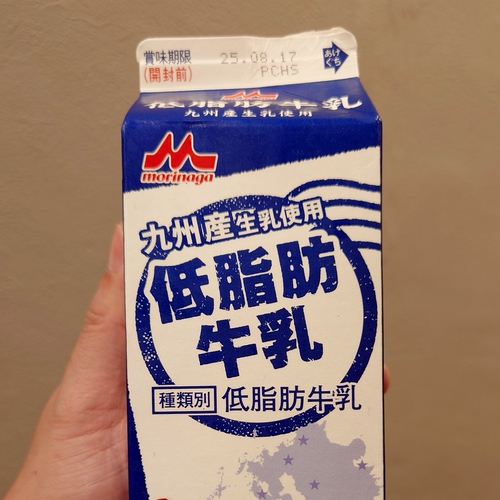 賞味期限
(開封前)
25.08.17
PCHS
あけ
ぐち
低脂肪牛乳
九州産生乳使用
morinaga
九州産生乳使用
低脂肪
牛乳
種類別 低脂肪牛乳